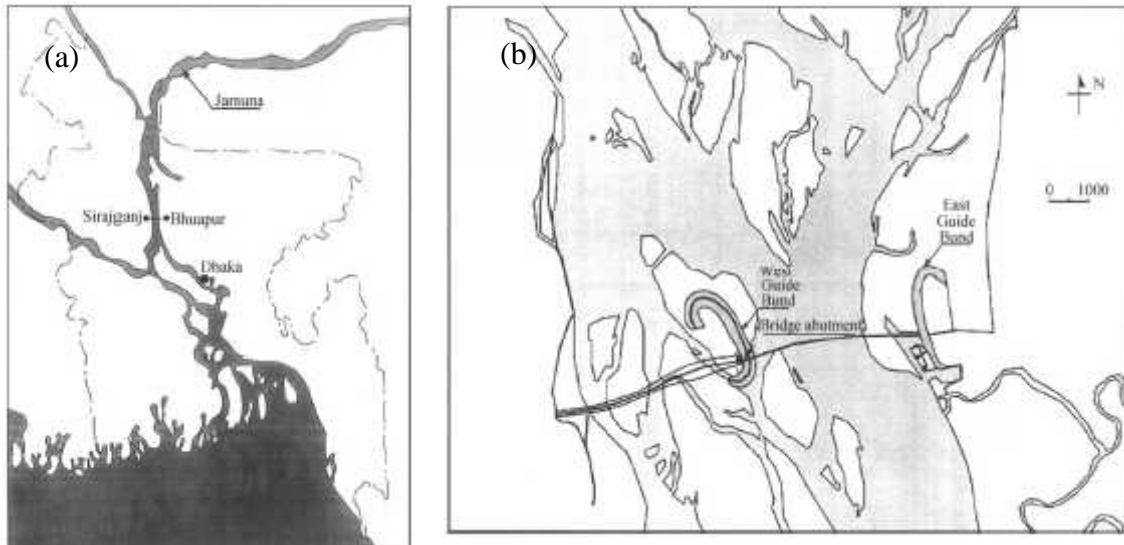 (a)
Jamuna
Sirajganj
Bhuapur
Dhaka
(b)
N
0 1000
East
Guide
Bund
West
Guide
Bund
Bridge abutment